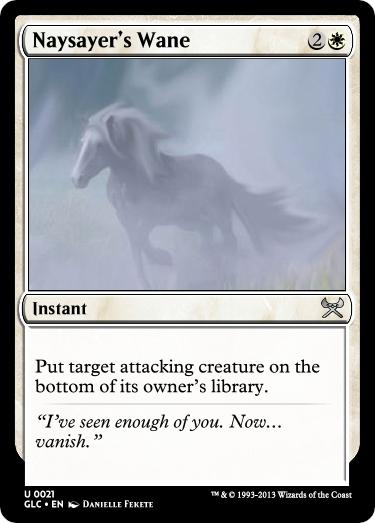 Naysayer's Wane 2
Instant
Put target attacking creature on the
bottom of its owner's library.
“I've seen enough of you. Now...
vanish.”
U 0021
GLC • EN Danielle Fekete
™ & © 1993-2013 Wizards of the Coast